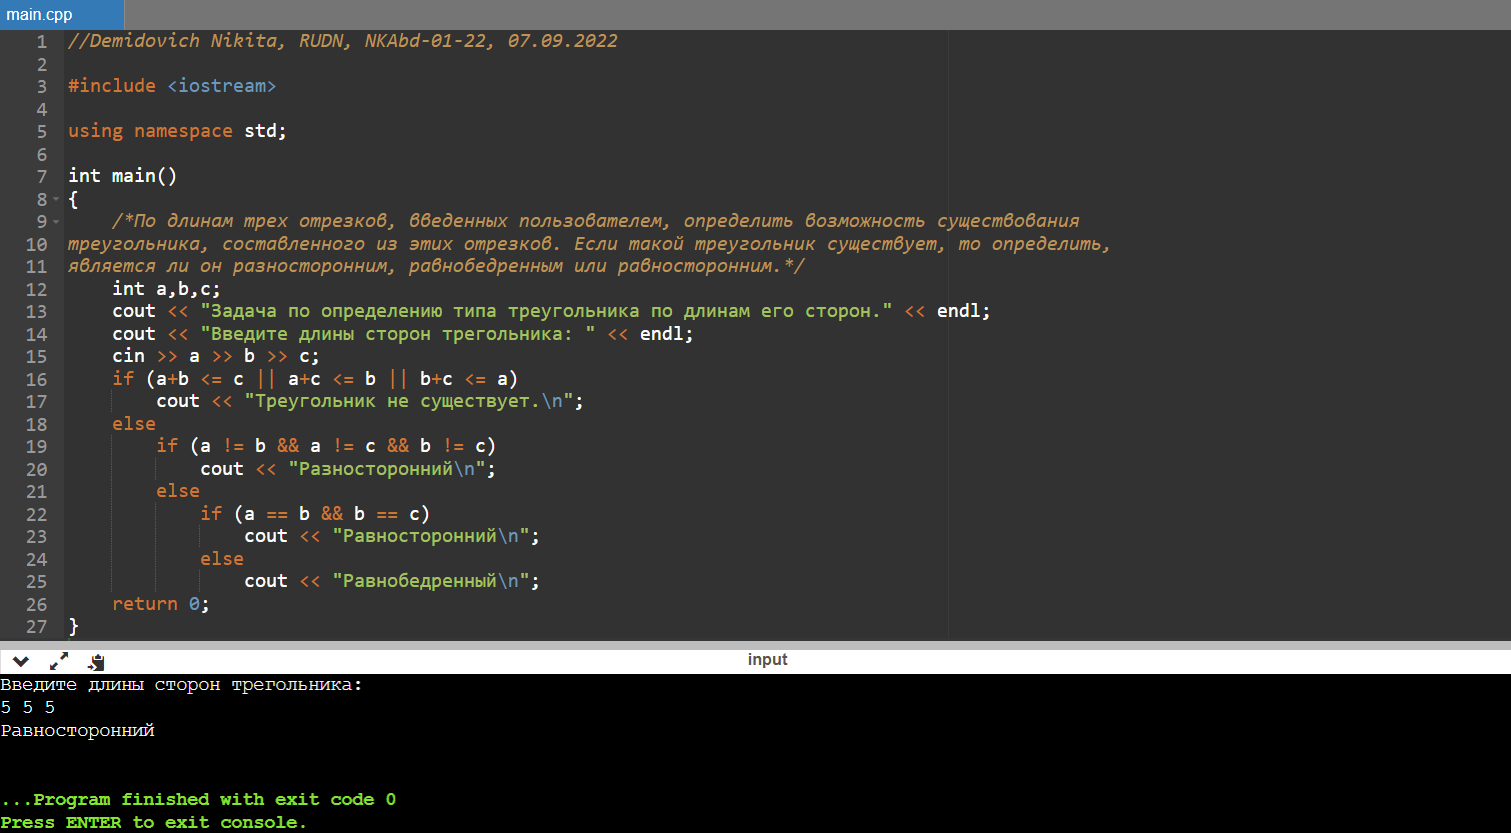 main.cpp
1 //Demidovich Nikita, RUDN, NKAbd-01-22, 07.09.2022
2
3 #include <iostream>
4
5 using namespace std;
6
7 int main()
8 {
9 /*По длинам трех отрезков, введенных пользователем, определить возможность существования
10 треугольника, составленного из этих отрезков. Если такой треугольник существует, то определить,
11 является ли он разносторонним, равнобедренным или равносторонним.*/
12 int a,b,c;
13 cout << "Задача по определению типа треугольника по длинам его сторон." << endl;
14 cout << "Введите длины сторон трегольника: " << endl;
15 cin >> a >> b >> c;
16 if (a+b <= c || a+c <= b || b+c <= a)
17 cout << "Треугольник не существует.\n";
18 else
19 if (a != b && a != c && b != c)
20 cout << "Разносторонний\n";
21 else
22 if (a == b && b == c)
23 cout << "Равносторонний\n";
24 else
25 cout << "Равнобедренный\n";
26 return 0;
27 }
input
Введите длины сторон трегольника:
5 5 5
Равносторонний
...Program finished with exit code 0
Press ENTER to exit console.